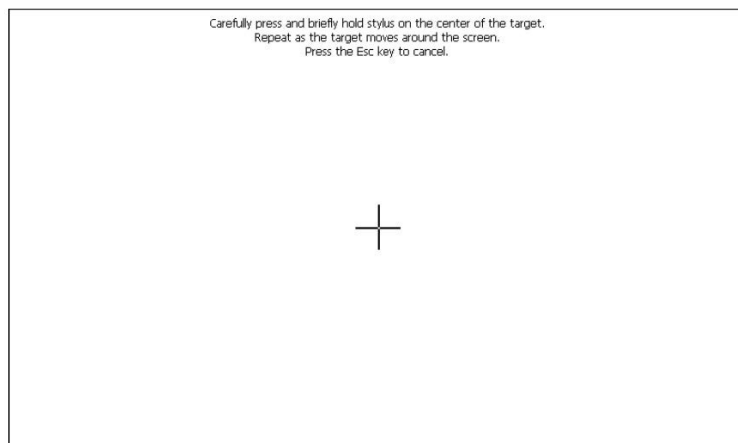 Carefully press and briefly hold stylus on the center of the target.
Repeat as the target moves around the screen.
Press the Esc key to cancel.